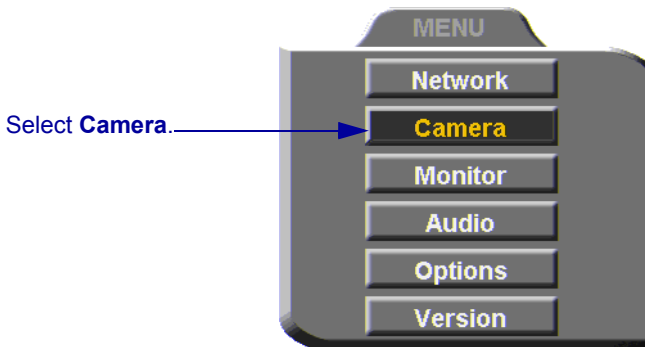 MENU
Network
Select Camera.
Camera
Monitor
Audio
Options
Version